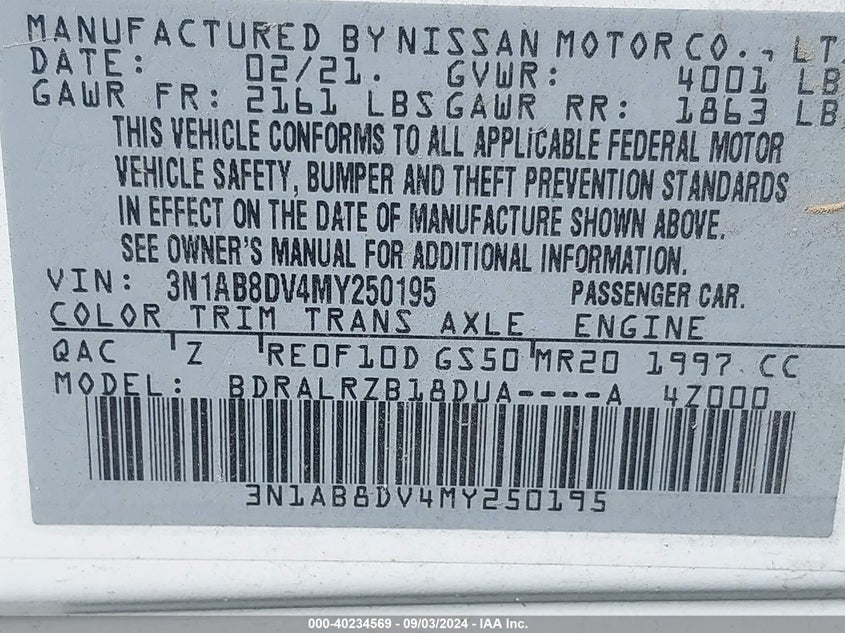 MANUFACTURED BY NISSAN MOTOR CO., LT
DATE: 02/21. GVWR: 4001 LB
GAWR FR: 2161 LBS GAWR RR: 1863 LB
THIS VEHICLE CONFORMS TO ALL APPLICABLE FEDERAL MOTOR
VEHICLE SAFETY, BUMPER AND THEFT PREVENTION STANDARDS
IN EFFECT ON THE DATE OF MANUFACTURE SHOWN ABOVE.
SEE OWNER'S MANUAL FOR ADDITIONAL INFORMATION.
VIN: 3N1AB8DV4MY250195 PASSENGER CAR.
COLOR TRIM TRANS AXLE ENGINE
QAC Z RE0F10D GS50 MR20 1997 CC
MODEL: BDRALRZB18DUA----A 4Z000
3N1AB8DV4MY250195
000-40234569 - 09/03/2024 - IAA Inc.